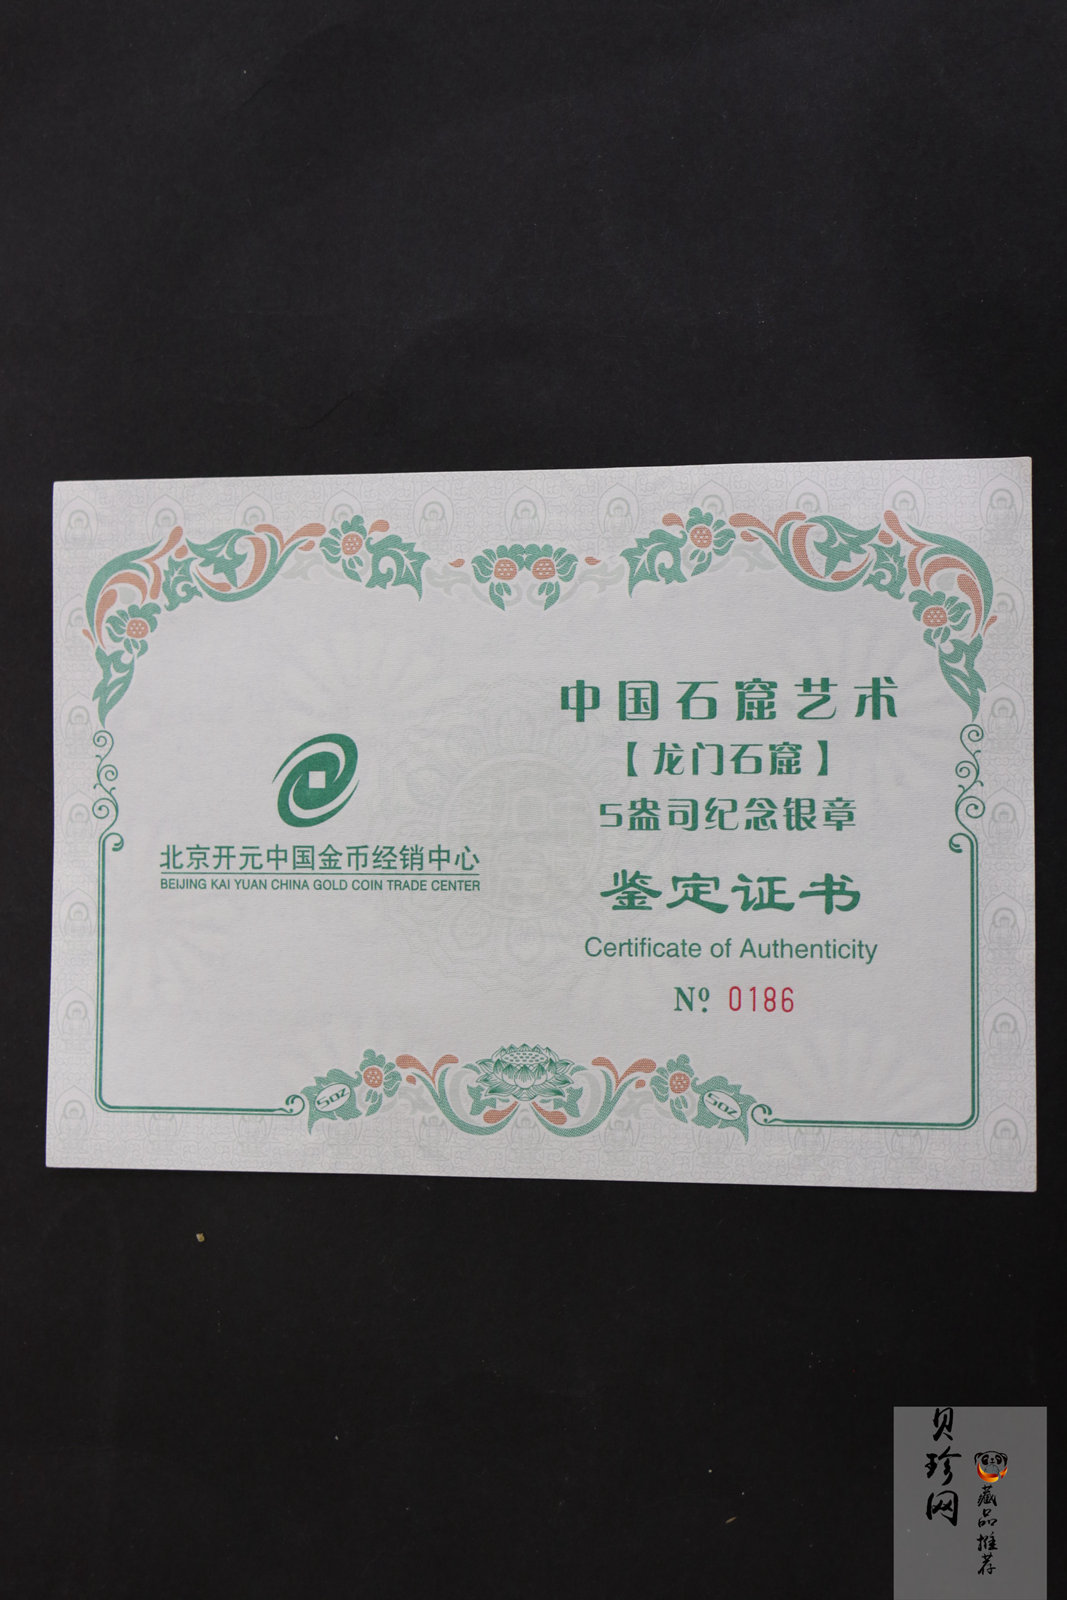 中国石窟艺术
【龙门石窟】
5盎司纪念银章
鉴定证书
Certificate of Authenticity
Nº. 0186
北京开元中国金币经销中心
BEIJING KAI YUAN CHINA GOLD COIN TRADE CENTER
5OZ
5OZ
贝珍网
藏品推荐